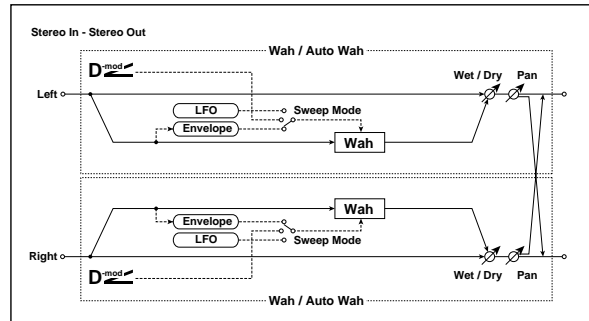 Stereo In - Stereo Out
Wah / Auto Wah
D-mod
Wet / Dry
Pan
Left
LFO
Sweep Mode
Envelope
Wah
Wah
Envelope
LFO
Sweep Mode
Right
D-mod
Wet / Dry
Pan
Wah / Auto Wah